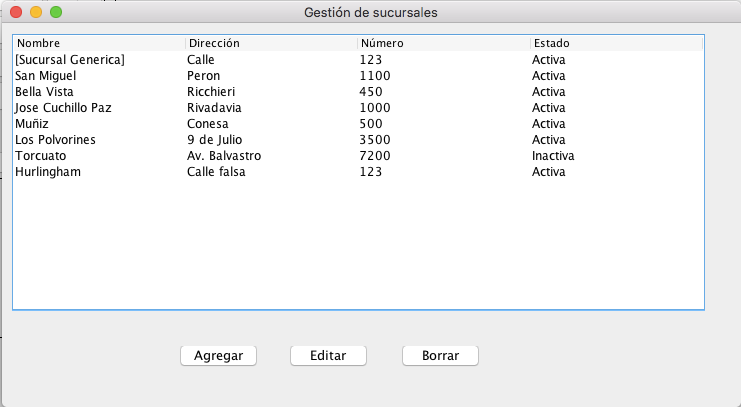 Gestión de sucursales
Nombre Dirección Número Estado
[Sucursal Generica] Calle 123 Activa
San Miguel Peron 1100 Activa
Bella Vista Ricchieri 450 Activa
Jose Cuchillo Paz Rivadavia 1000 Activa
Muñiz Conesa 500 Activa
Los Polvorines 9 de Julio 3500 Activa
Torcuato Av. Balvastro 7200 Inactiva
Hurlingham Calle falsa 123 Activa
Agregar Editar Borrar